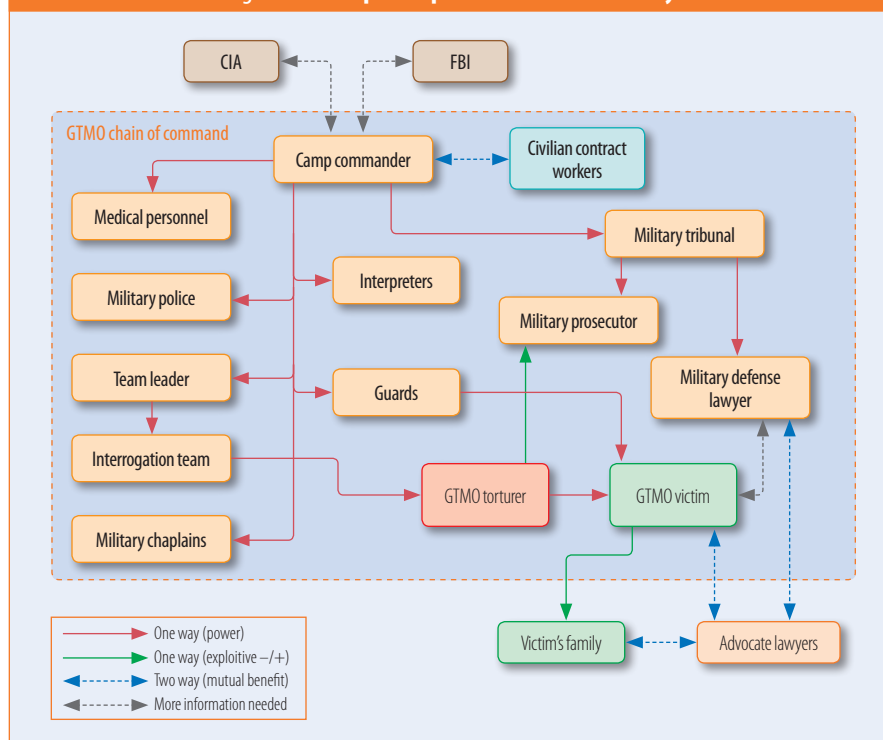 CIA
FBI
GTMO chain of command
Camp commander
Civilian contract
workers
Medical personnel
Military tribunal
Interpreters
Military police
Military prosecutor
Team leader
Guards
Military defense
lawyer
Interrogation team
GTMO torturer
GTMO victim
Military chaplains
One way (power)
One way (exploitive –/+)
Two way (mutual benefit)
More information needed
Victim's family
Advocate lawyers